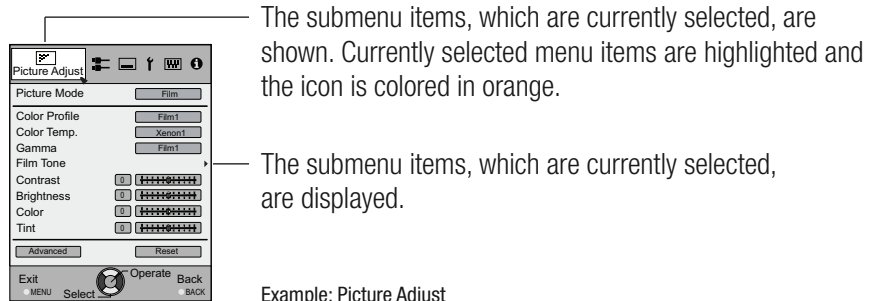 The submenu items, which are currently selected, are
shown. Currently selected menu items are highlighted and
the icon is colored in orange.
Picture Adjust
Picture Mode Film
Color Profile Film1
Color Temp. Xenon1
Gamma Film1
Film Tone
Contrast 0
Brightness 0
Color 0
Tint 0
Advanced Reset
Exit Operate Back
MENU Select BACK
The submenu items, which are currently selected,
are displayed.
Example: Picture Adjust